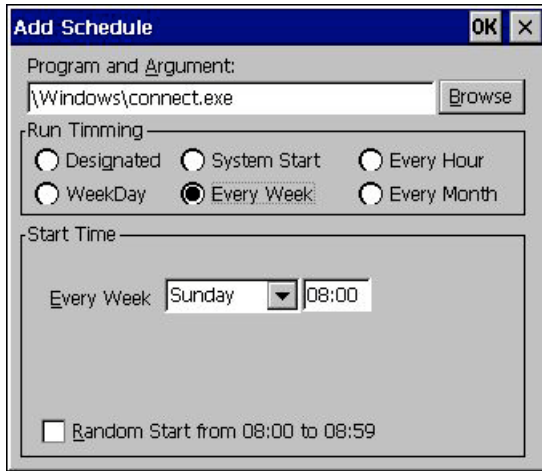 Add Schedule OK ×
Program and Argument:
\Windows\connect.exe Browse
Run Timming
Designated System Start Every Hour
WeekDay Every Week Every Month
Start Time
Every Week Sunday 08:00
Random Start from 08:00 to 08:59